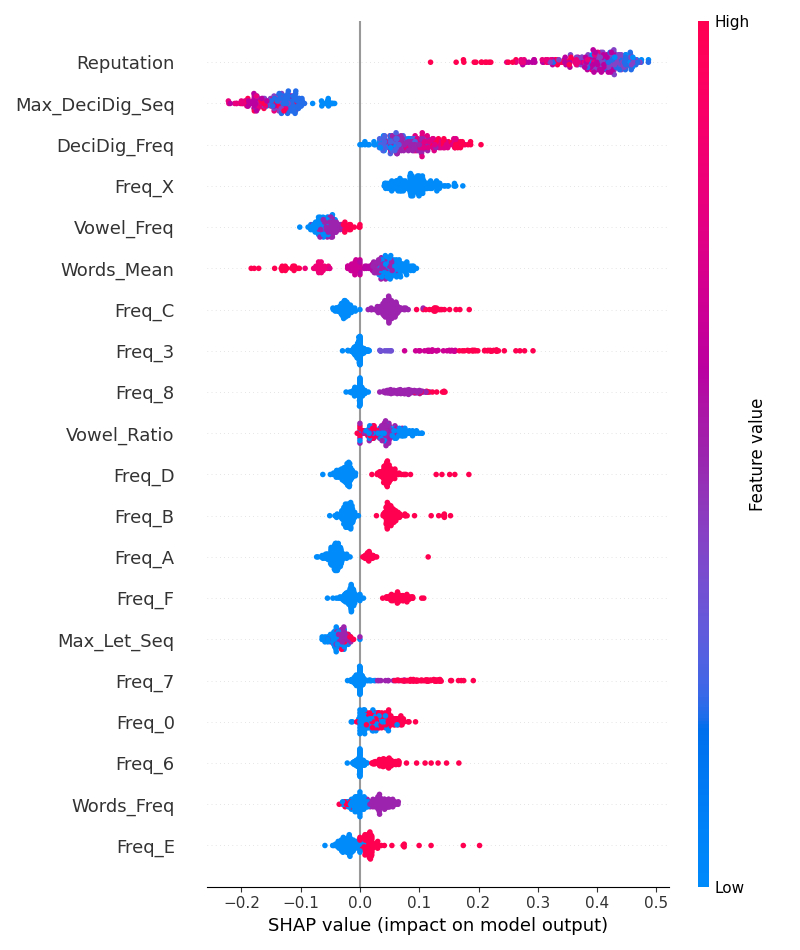 High
Reputation
Max_DeciDig_Seq
DeciDig_Freq
Freq_X
Vowel_Freq
Words_Mean
Freq_C
Freq_3
Freq_8
Vowel_Ratio
Freq_D
Freq_B
Freq_A
Freq_F
Max_Let_Seq
Freq_7
Freq_0
Freq_6
Words_Freq
Freq_E
Feature value
Low
−0.2 −0.1 0.0 0.1 0.2 0.3 0.4 0.5
SHAP value (impact on model output)